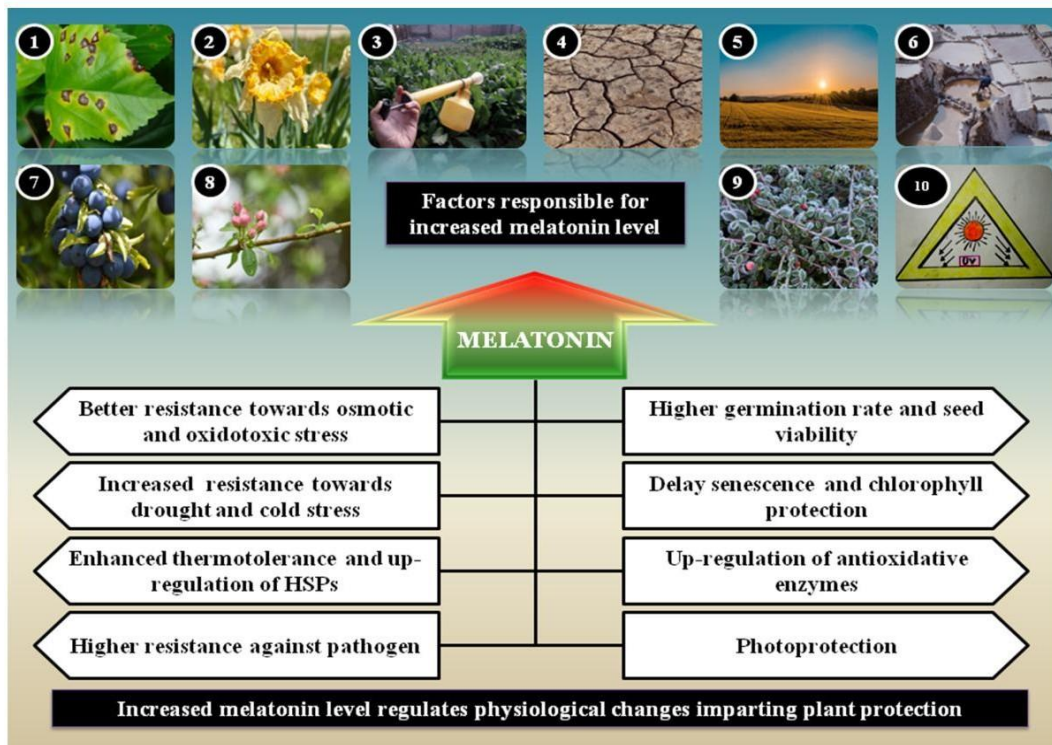 1
2
3
4
5
6
7
8
9
10
UV
Factors responsible for
increased melatonin level
MELATONIN
Better resistance towards osmotic
and oxidotoxic stress
Higher germination rate and seed
viability
Increased resistance towards
drought and cold stress
Delay senescence and chlorophyll
protection
Enhanced thermotolerance and up-
regulation of HSPs
Up-regulation of antioxidative
enzymes
Higher resistance against pathogen
Photoprotection
Increased melatonin level regulates physiological changes imparting plant protection